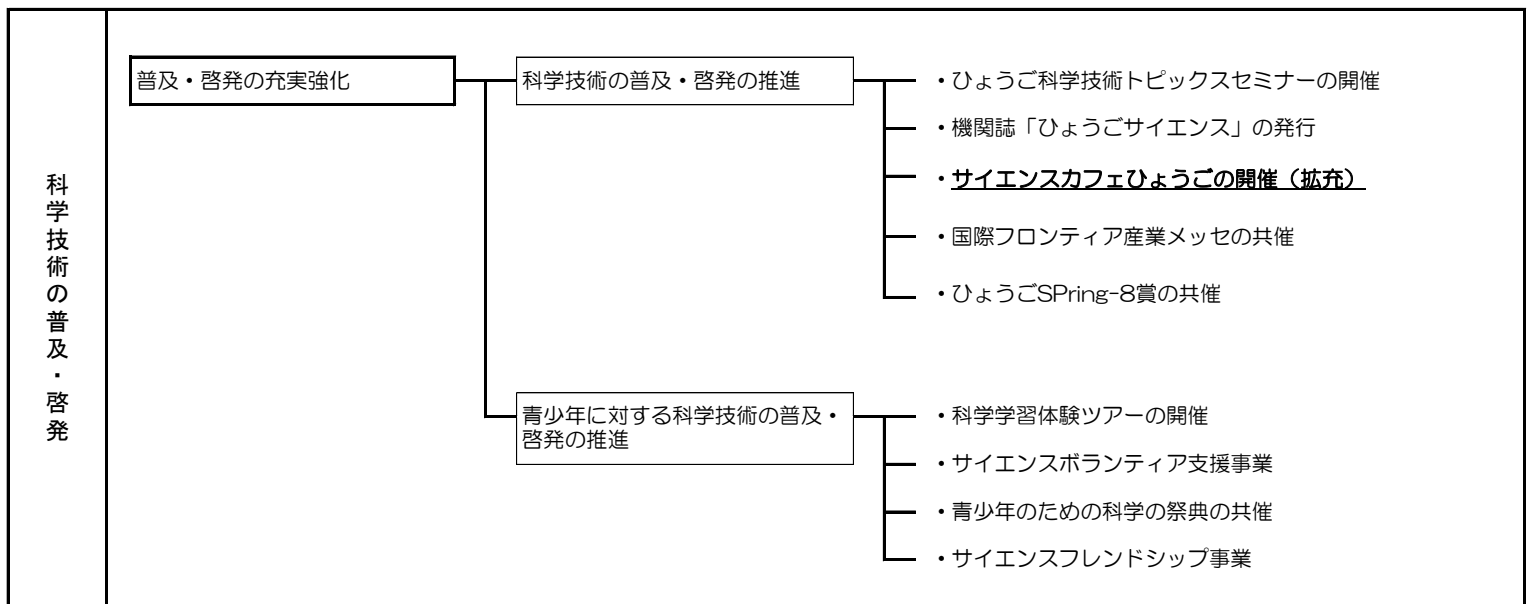 科学技術の普及・啓発
普及・啓発の充実強化
科学技術の普及・啓発の推進
・ひょうご科学技術トピックスセミナーの開催
・機関誌「ひょうごサイエンス」の発行
・サイエンスカフェひょうごの開催（拡充）
・国際フロンティア産業メッセの共催
・ひょうごSPring-8賞の共催
青少年に対する科学技術の普及・
啓発の推進
・科学学習体験ツアーの開催
・サイエンスボランティア支援事業
・青少年のための科学の祭典の共催
・サイエンスフレンドシップ事業